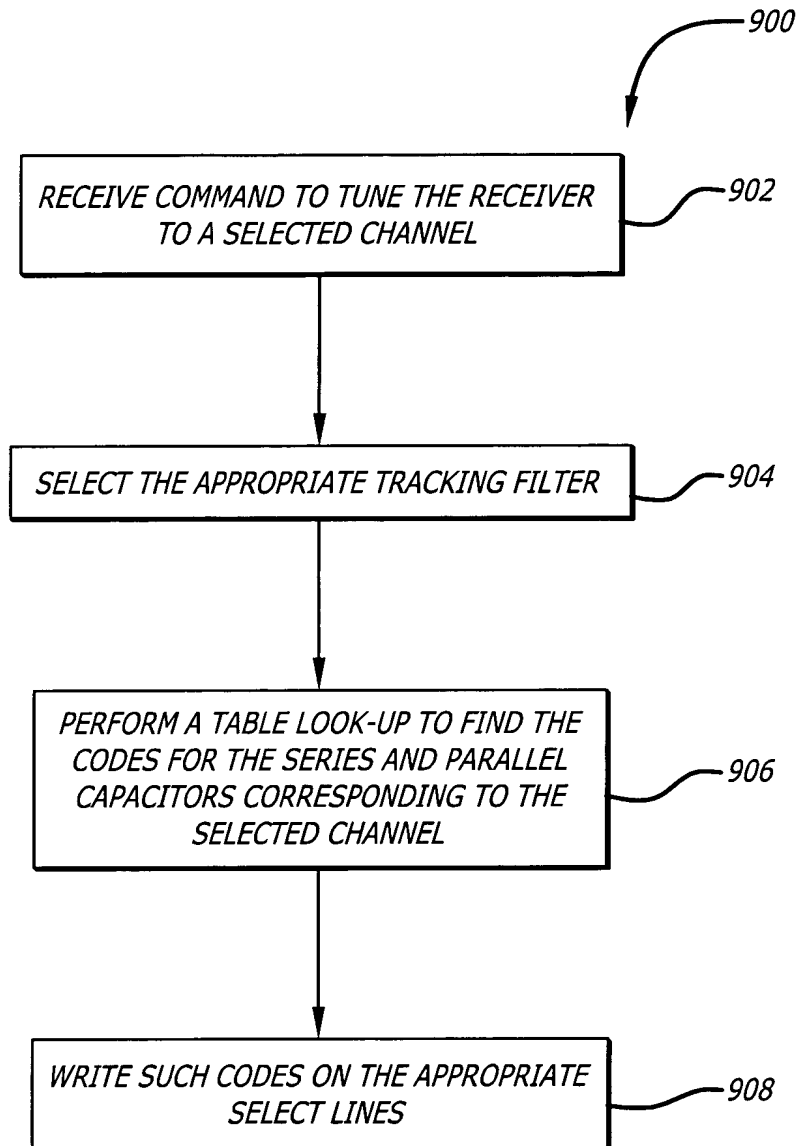 900
RECEIVE COMMAND TO TUNE THE RECEIVER
TO A SELECTED CHANNEL
902
SELECT THE APPROPRIATE TRACKING FILTER
904
PERFORM A TABLE LOOK-UP TO FIND THE
CODES FOR THE SERIES AND PARALLEL
CAPACITORS CORRESPONDING TO THE
SELECTED CHANNEL
906
WRITE SUCH CODES ON THE APPROPRIATE
SELECT LINES
908